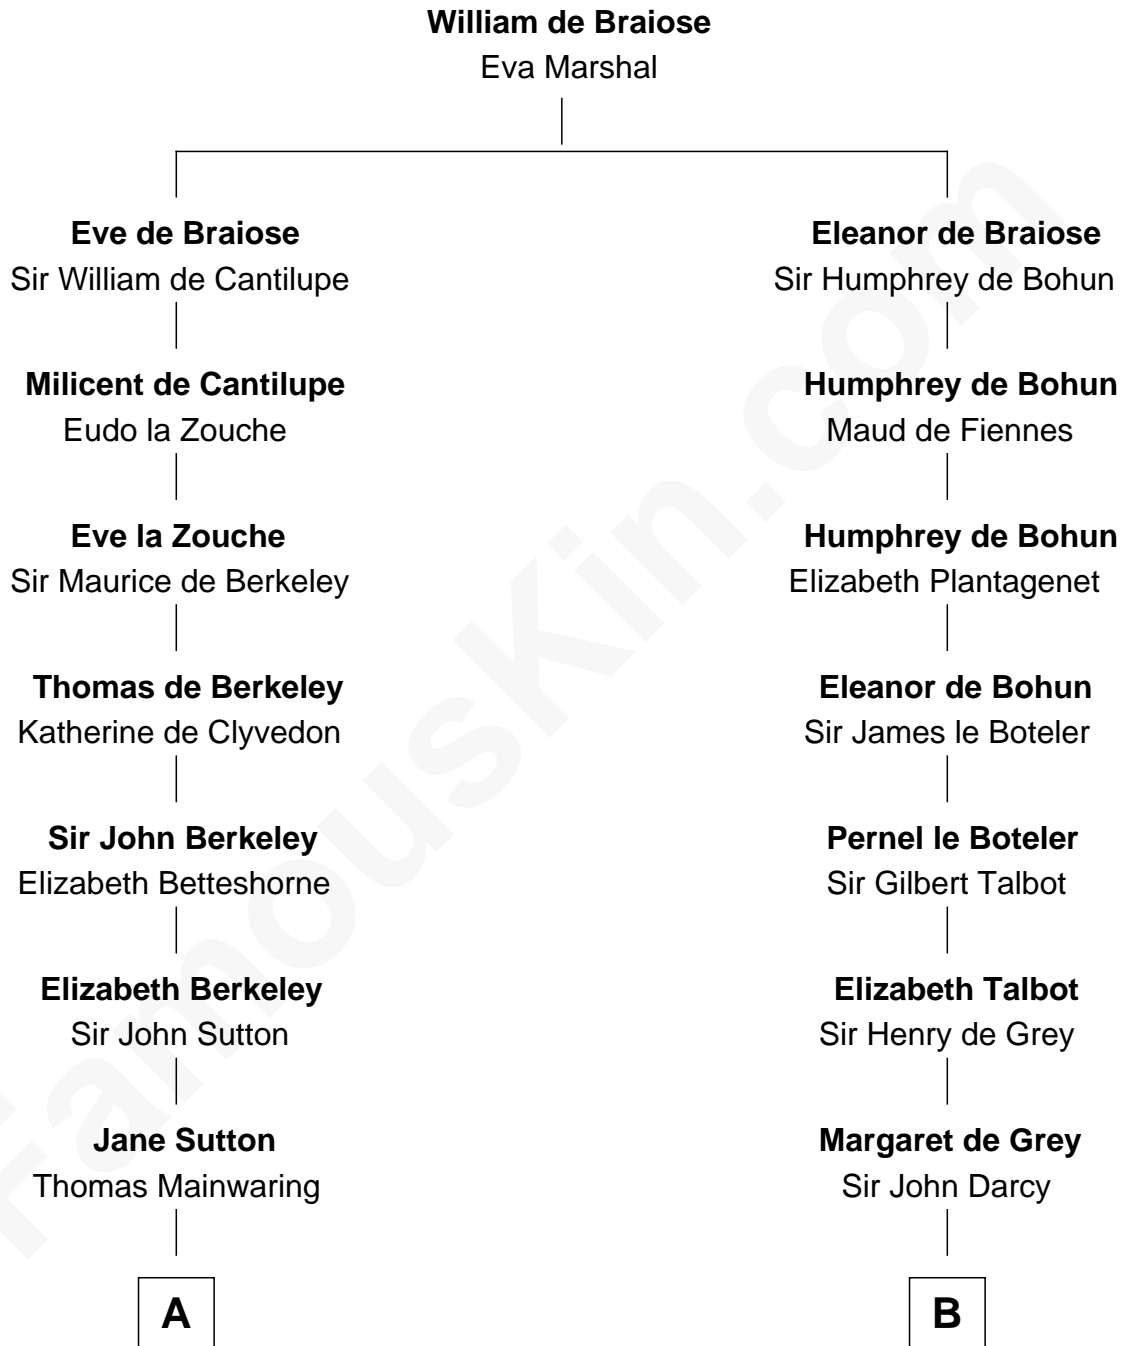 William de Braiose
Eva Marshal
Eve de Braiose
Sir William de Cantilupe
Eleanor de Braiose
Sir Humphrey de Bohun
Milicent de Cantilupe
Eudo la Zouche
Humphrey de Bohun
Maud de Fiennes
Eve la Zouche
Sir Maurice de Berkeley
Humphrey de Bohun
Elizabeth Plantagenet
Thomas de Berkeley
Katherine de Clyvedon
Eleanor de Bohun
Sir James le Boteler
Sir John Berkeley
Elizabeth Betteshorne
Pernel le Boteler
Sir Gilbert Talbot
Elizabeth Berkeley
Sir John Sutton
Elizabeth Talbot
Sir Henry de Grey
Jane Sutton
Thomas Mainwaring
Margaret de Grey
Sir John Darcy
A
B
FamousKin.com